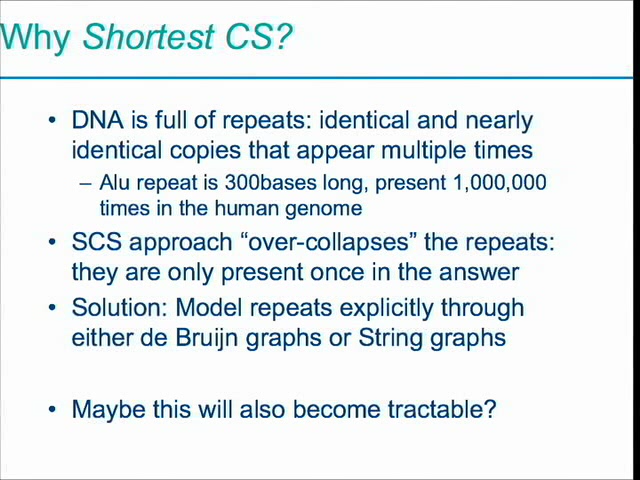 Why Shortest CS?
• DNA is full of repeats: identical and nearly
identical copies that appear multiple times
– Alu repeat is 300bases long, present 1,000,000
times in the human genome
• SCS approach “over-collapses” the repeats:
they are only present once in the answer
• Solution: Model repeats explicitly through
either de Bruijn graphs or String graphs
• Maybe this will also become tractable?